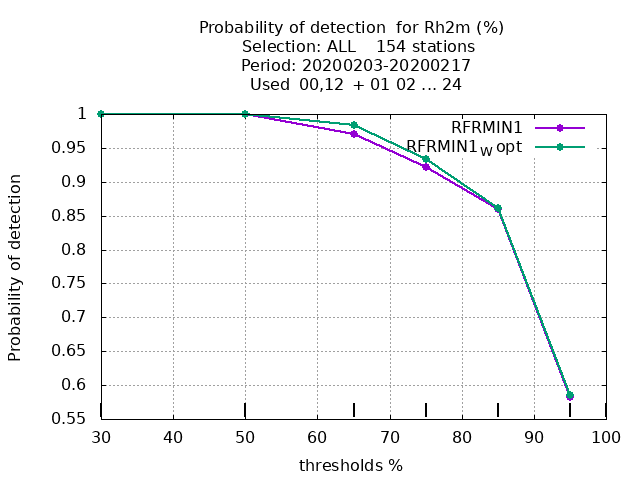 Probability of detection for Rh2m (%)
Selection: ALL 154 stations
Period: 20200203-20200217
Used 00,12 + 01 02 ... 24
RFRMIN1
RFRMIN1W opt
Probability of detection
1
0.95
0.9
0.85
0.8
0.75
0.7
0.65
0.6
0.55
30 40 50 60 70 80 90 100
thresholds %